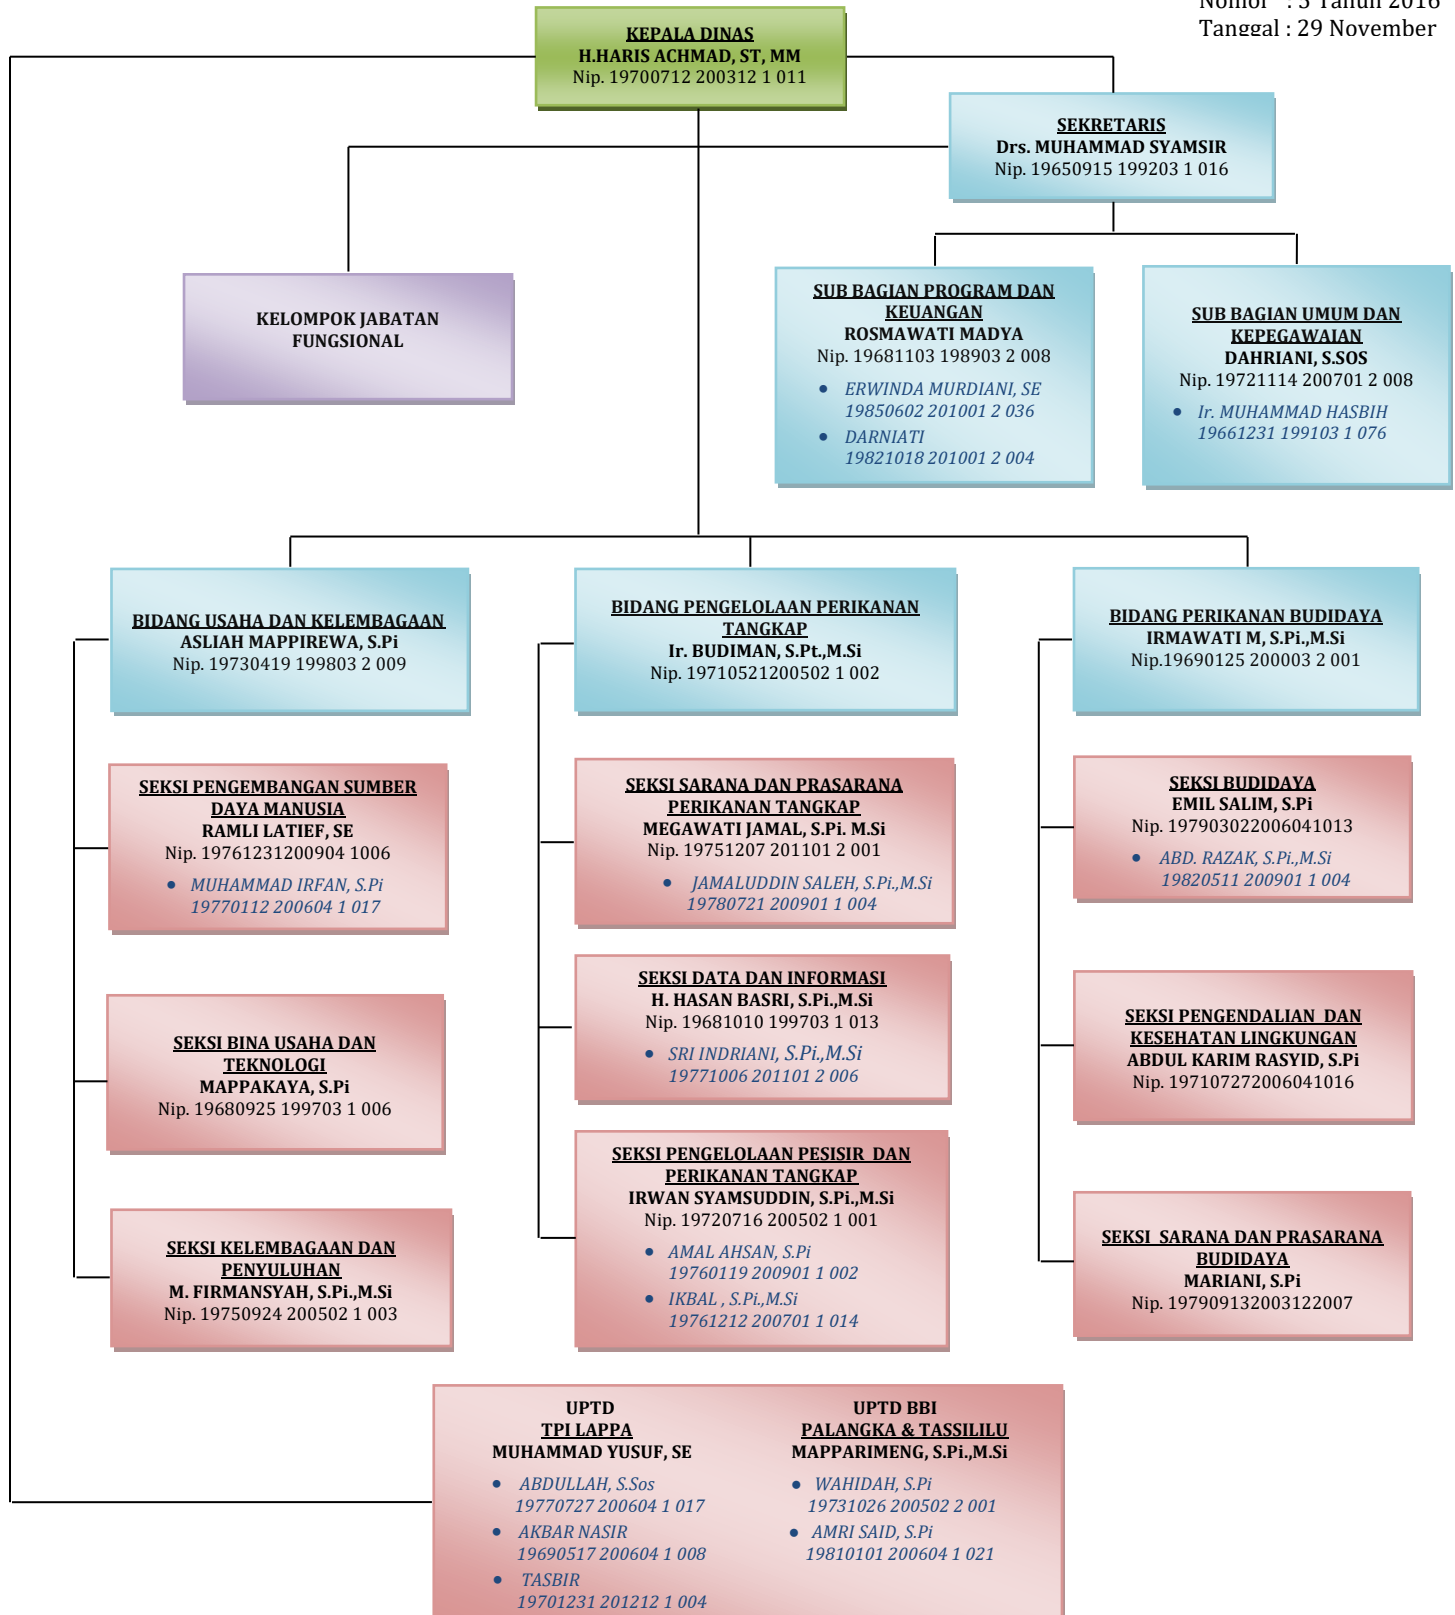 Nomor : 5 Tahun 2016
Tanggal : 29 November
KEPALA DINAS
H.HARIS ACHMAD, ST, MM
Nip. 19700712 200312 1 011
SEKRETARIS
Drs. MUHAMMAD SYAMSIR
Nip. 19650915 199203 1 016
KELOMPOK JABATAN
FUNGSIONAL
SUB BAGIAN PROGRAM DAN
KEUANGAN
ROSMAWATI MADYA
Nip. 19681103 198903 2 008
• ERWINDA MURDIANI, SE
19850602 201001 2 036
• DARNIATI
19821018 201001 2 004
SUB BAGIAN UMUM DAN
KEPEGAWAIAN
DAHRIANI, S.SOS
Nip. 19721114 200701 2 008
• Ir. MUHAMMAD HASBIH
19661231 199103 1 076
BIDANG USAHA DAN KELEMBAGAAN
ASLIAH MAPPIREWA, S.Pi
Nip. 19730419 199803 2 009
BIDANG PENGELOLAAN PERIKANAN
TANGKAP
Ir. BUDIMAN, S.Pt.,M.Si
Nip. 19710521200502 1 002
BIDANG PERIKANAN BUDIDAYA
IRMAWATI M, S.Pi.,M.Si
Nip.19690125 200003 2 001
SEKSI PENGEMBANGAN SUMBER
DAYA MANUSIA
RAMLI LATIEF, SE
Nip. 19761231200904 1006
• MUHAMMAD IRFAN, S.Pi
19770112 200604 1 017
SEKSI SARANA DAN PRASARANA
PERIKANAN TANGKAP
MEGAWATI JAMAL, S.Pi. M.Si
Nip. 19751207 201101 2 001
• JAMALUDDIN SALEH, S.Pi.,M.Si
19780721 200901 1 004
SEKSI BUDIDAYA
EMIL SALIM, S.Pi
Nip. 197903022006041013
• ABD. RAZAK, S.Pi.,M.Si
19820511 200901 1 004
SEKSI BINA USAHA DAN
TEKNOLOGI
MAPPAKAYA, S.Pi
Nip. 19680925 199703 1 006
SEKSI DATA DAN INFORMASI
H. HASAN BASRI, S.Pi.,M.Si
Nip. 19681010 199703 1 013
• SRI INDRIANI, S.Pi.,M.Si
19771006 201101 2 006
SEKSI PENGENDALIAN DAN
KESEHATAN LINGKUNGAN
ABDUL KARIM RASYID, S.Pi
Nip. 197107272006041016
SEKSI KELEMBAGAAN DAN
PENYULUHAN
M. FIRMANSYAH, S.Pi.,M.Si
Nip. 19750924 200502 1 003
SEKSI PENGELOLAAN PESISIR DAN
PERIKANAN TANGKAP
IRWAN SYAMSUDDIN, S.Pi.,M.Si
Nip. 19720716 200502 1 001
• AMAL AHSAN, S.Pi
19760119 200901 1 002
• IKBAL , S.Pi.,M.Si
19761212 200701 1 014
SEKSI SARANA DAN PRASARANA
BUDIDAYA
MARIANI, S.Pi
Nip. 197909132003122007
UPTD
TPI LAPPA
MUHAMMAD YUSUF, SE
• ABDULLAH, S.Sos
19770727 200604 1 017
• AKBAR NASIR
19690517 200604 1 008
• TASBIR
19701231 201212 1 004
UPTD BBI
PALANGKA & TASSILILU
MAPPARIMENG, S.Pi.,M.Si
• WAHIDAH, S.Pi
19731026 200502 2 001
• AMRI SAID, S.Pi
19810101 200604 1 021